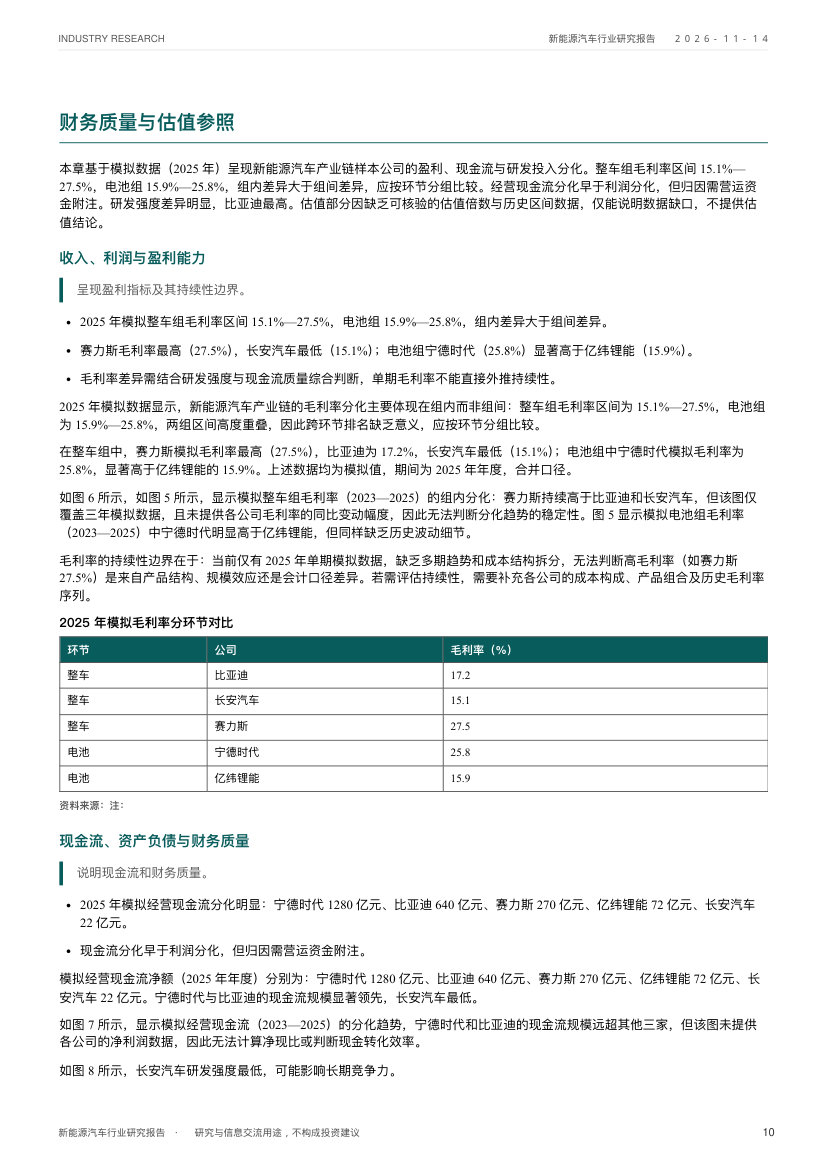 INDUSTRY RESEARCH 新能源汽车行业研究报告 2026-11-14
财务质量与估值参照
本章基于模拟数据（2025 年）呈现新能源汽车产业链样本公司的盈利、现金流与研发投入分化。整车组毛利率区间 15.1%—
27.5%，电池组 15.9%—25.8%，组内差异大于组间差异，应按环节分组比较。经营现金流分化早于利润分化，但归因需营运资
金附注。研发强度差异明显，比亚迪最高。估值部分因缺乏可核验的估值倍数与历史区间数据，仅能说明数据缺口，不提供估
值结论。
收入、利润与盈利能力
呈现盈利指标及其持续性边界。
• 2025 年模拟整车组毛利率区间 15.1%—27.5%，电池组 15.9%—25.8%，组内差异大于组间差异。
• 赛力斯毛利率最高（27.5%），长安汽车最低（15.1%）；电池组宁德时代（25.8%）显著高于亿纬锂能（15.9%）。
• 毛利率差异需结合研发强度与现金流质量综合判断，单期毛利率不能直接外推持续性。
2025 年模拟数据显示，新能源汽车产业链的毛利率分化主要体现在组内而非组间：整车组毛利率区间为 15.1%—27.5%，电池组
为 15.9%—25.8%，两组区间高度重叠，因此跨环节排名缺乏意义，应按环节分组比较。
在整车组中，赛力斯模拟毛利率最高（27.5%），比亚迪为 17.2%，长安汽车最低（15.1%）；电池组中宁德时代模拟毛利率为
25.8%，显著高于亿纬锂能的 15.9%。上述数据均为模拟值，期间为 2025 年年度，合并口径。
如图 6 所示，如图 5 所示，显示模拟整车组毛利率（2023—2025）的组内分化：赛力斯持续高于比亚迪和长安汽车，但该图仅
覆盖三年模拟数据，且未提供各公司毛利率的同比变动幅度，因此无法判断分化趋势的稳定性。图 5 显示模拟电池组毛利率
（2023—2025）中宁德时代明显高于亿纬锂能，但同样缺乏历史波动细节。
毛利率的持续性边界在于：当前仅有 2025 年单期模拟数据，缺乏多期趋势和成本结构拆分，无法判断高毛利率（如赛力斯
27.5%）是来自产品结构、规模效应还是会计口径差异。若需评估持续性，需要补充各公司的成本构成、产品组合及历史毛利率
序列。
2025 年模拟毛利率分环节对比
环节 公司 毛利率（%）
整车 比亚迪 17.2
整车 长安汽车 15.1
整车 赛力斯 27.5
电池 宁德时代 25.8
电池 亿纬锂能 15.9
资料来源：注：
现金流、资产负债与财务质量
说明现金流和财务质量。
• 2025 年模拟经营现金流分化明显：宁德时代 1280 亿元、比亚迪 640 亿元、赛力斯 270 亿元、亿纬锂能 72 亿元、长安汽车
22 亿元。
• 现金流分化早于利润分化，但归因需营运资金附注。
模拟经营现金流净额（2025 年年度）分别为：宁德时代 1280 亿元、比亚迪 640 亿元、赛力斯 270 亿元、亿纬锂能 72 亿元、长
安汽车 22 亿元。宁德时代与比亚迪的现金流规模显著领先，长安汽车最低。
如图 7 所示，显示模拟经营现金流（2023—2025）的分化趋势，宁德时代和比亚迪的现金流规模远超其他三家，但该图未提供
各公司的净利润数据，因此无法计算净现比或判断现金转化效率。
如图 8 所示，长安汽车研发强度最低，可能影响长期竞争力。
新能源汽车行业研究报告 · 研究与信息交流用途，不构成投资建议 10